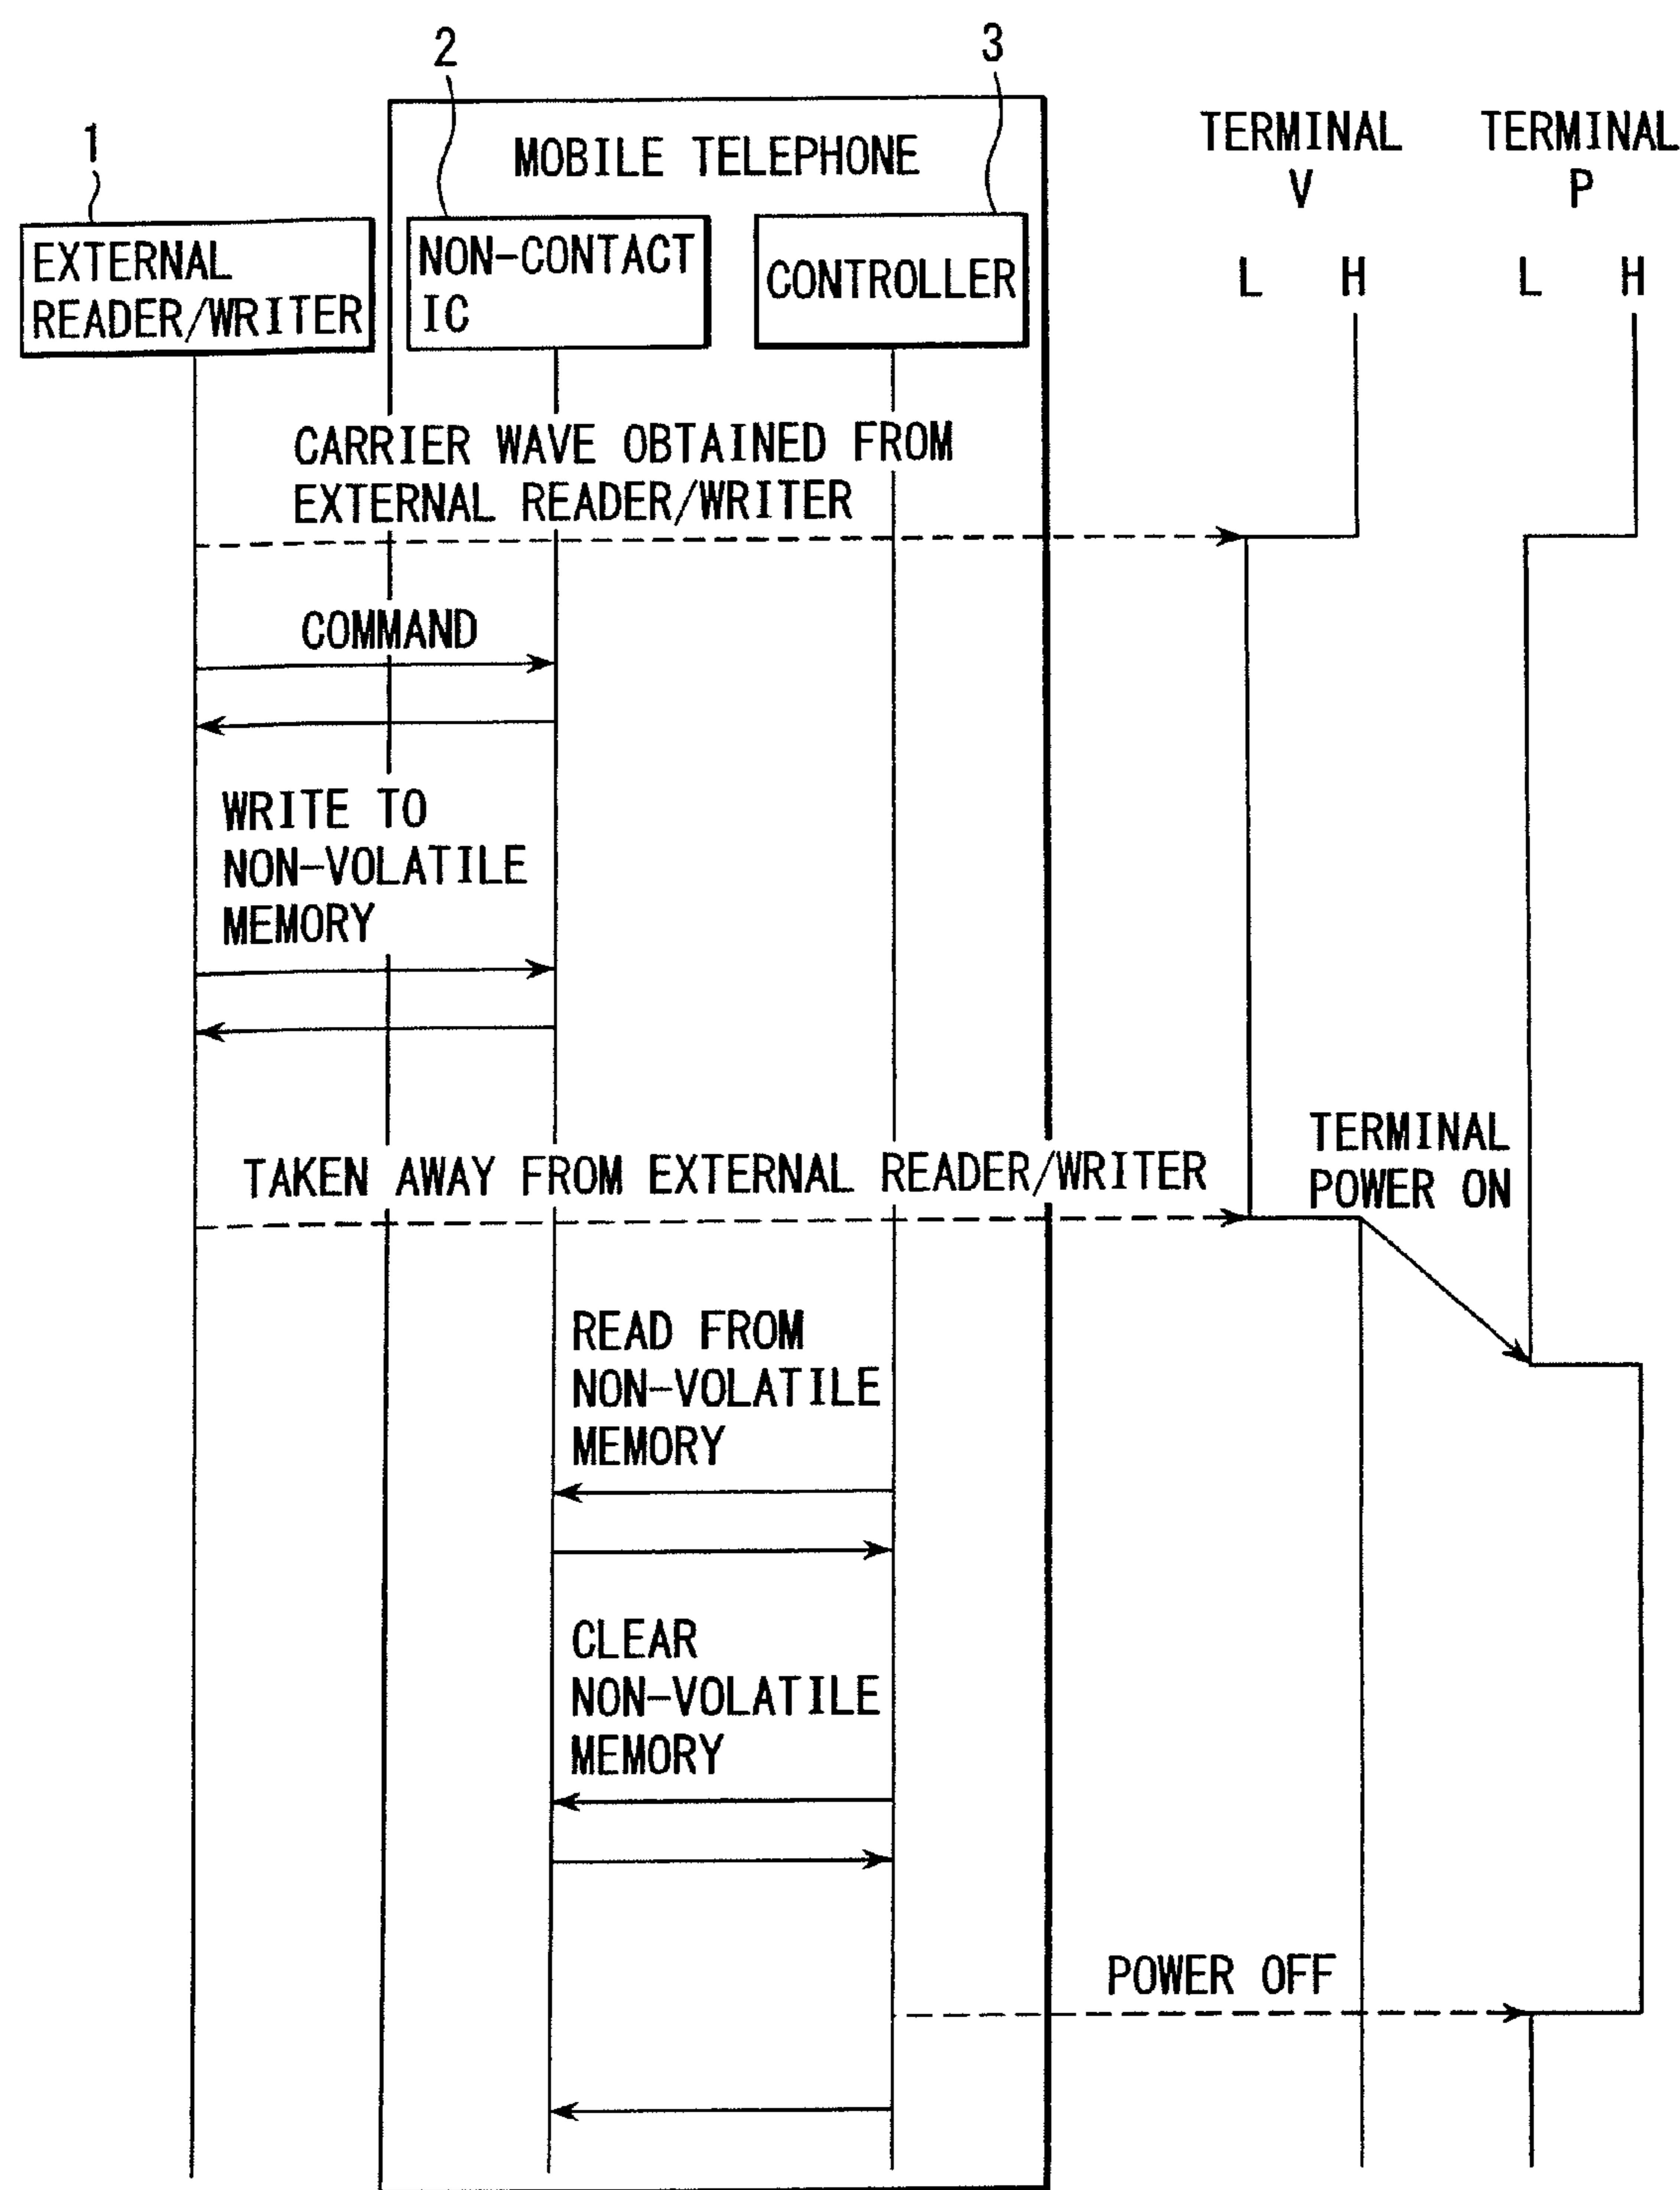 1
2
3
MOBILE TELEPHONE
EXTERNAL
READER/WRITER
NON-CONTACT
IC
CONTROLLER
TERMINAL
V
TERMINAL
P
L H
L H
CARRIER WAVE OBTAINED FROM
EXTERNAL READER/WRITER
COMMAND
WRITE TO
NON-VOLATILE
MEMORY
TAKEN AWAY FROM EXTERNAL READER/WRITER
TERMINAL
POWER ON
READ FROM
NON-VOLATILE
MEMORY
CLEAR
NON-VOLATILE
MEMORY
POWER OFF